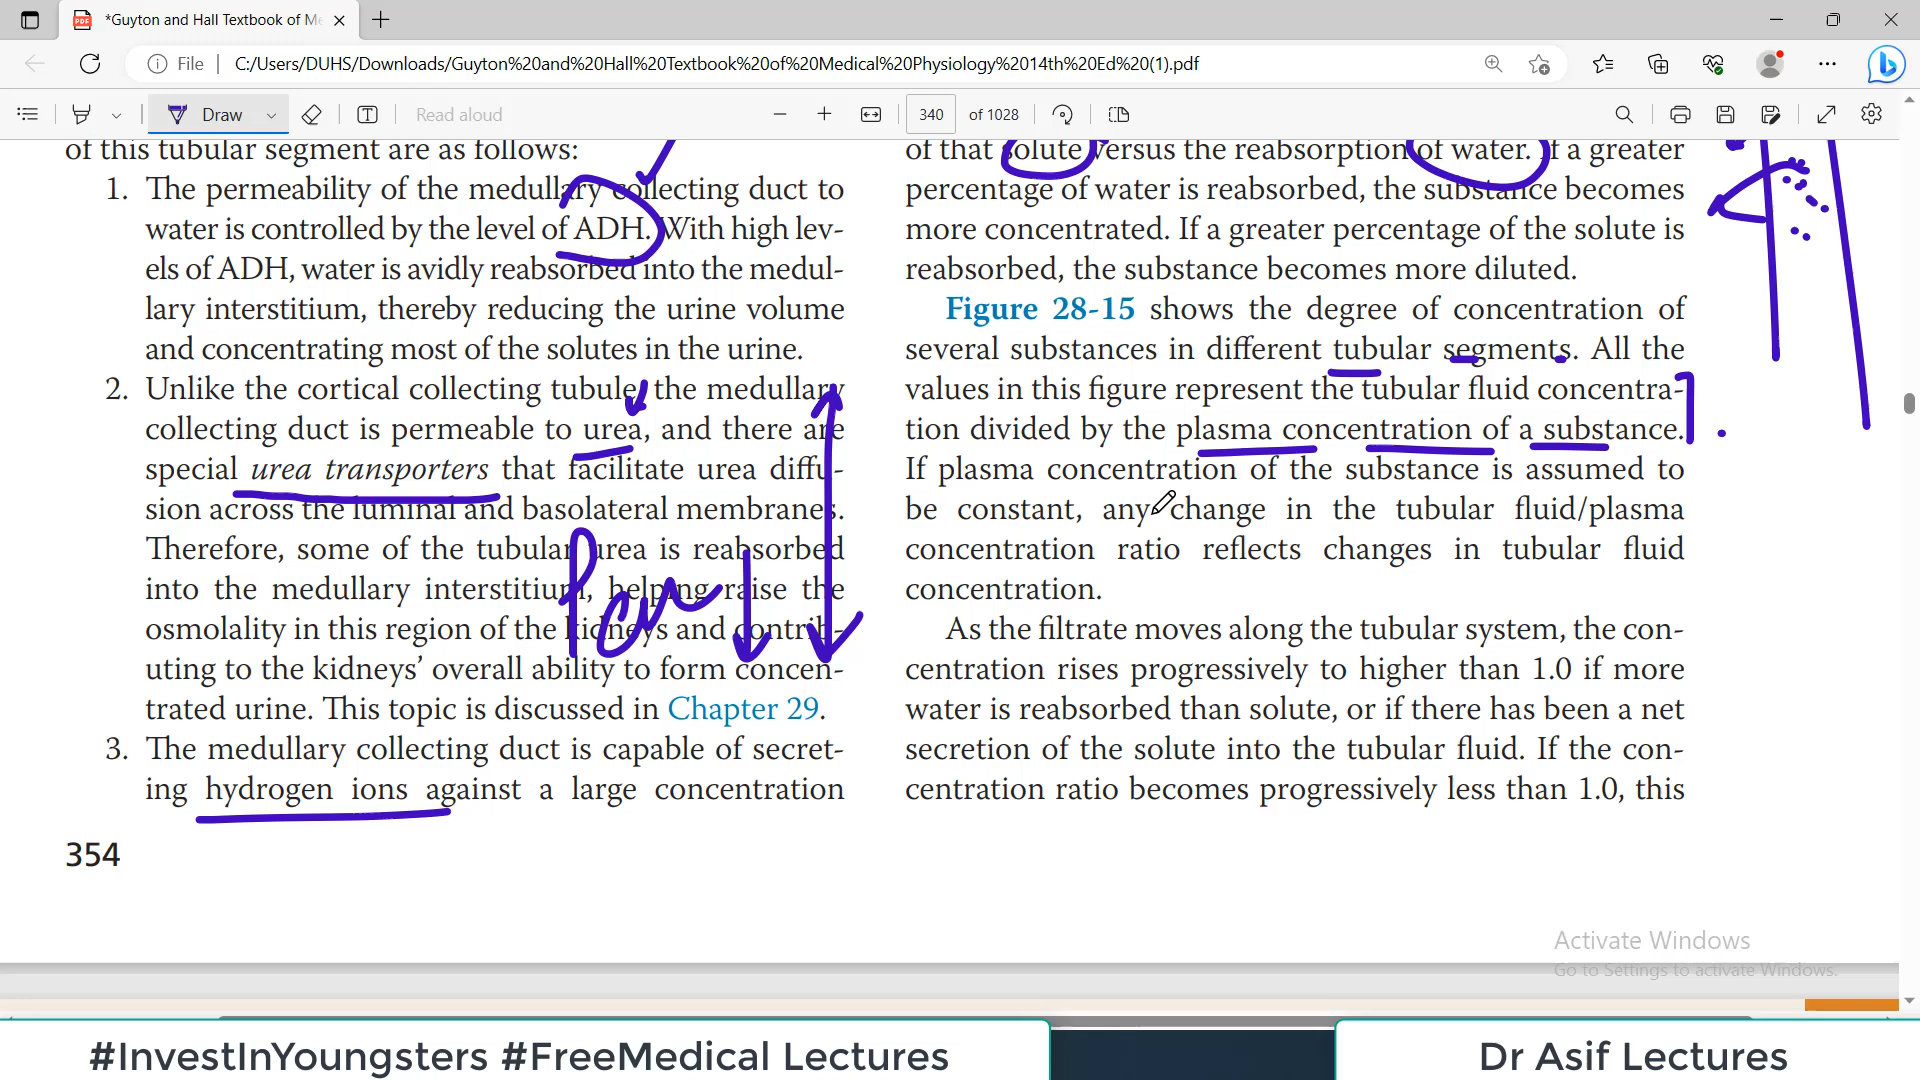 *Guyton and Hall Textbook of Me
File
C:/Users/DUHS/Downloads/Guyton%20and%20Hall%20Textbook%20of%20Medical%20Physiology%2014th%20Ed%20(1).pdf
Draw
Read aloud
340 of 1028
of this tubular segment are as follows:
1. The permeability of the medullary collecting duct to
water is controlled by the level of ADH. With high lev-
els of ADH, water is avidly reabsorbed into the medul-
lary interstitium, thereby reducing the urine volume
and concentrating most of the solutes in the urine.
2. Unlike the cortical collecting tubule, the medullary
collecting duct is permeable to urea, and there are
special urea transporters that facilitate urea diffu-
sion across the luminal and basolateral membranes.
Therefore, some of the tubular urea is reabsorbed
into the medullary interstitium, helping raise the
osmolality in this region of the kidneys and contrib-
uting to the kidneys' overall ability to form concen-
trated urine. This topic is discussed in Chapter 29.
3. The medullary collecting duct is capable of secret-
ing hydrogen ions against a large concentration
354
of that solute versus the reabsorption of water. If a greater
percentage of water is reabsorbed, the substance becomes
more concentrated. If a greater percentage of the solute is
reabsorbed, the substance becomes more diluted.
Figure 28-15 shows the degree of concentration of
several substances in different tubular segments. All the
values in this figure represent the tubular fluid concentra-
tion divided by the plasma concentration of a substance.
If plasma concentration of the substance is assumed to
be constant, any change in the tubular fluid/plasma
concentration ratio reflects changes in tubular fluid
concentration.
As the filtrate moves along the tubular system, the con-
centration rises progressively to higher than 1.0 if more
water is reabsorbed than solute, or if there has been a net
secretion of the solute into the tubular fluid. If the con-
centration ratio becomes progressively less than 1.0, this
Activate Windows
Go to Settings to activate Windows.
#InvestInYoungsters #FreeMedical Lectures
Dr Asif Lectures